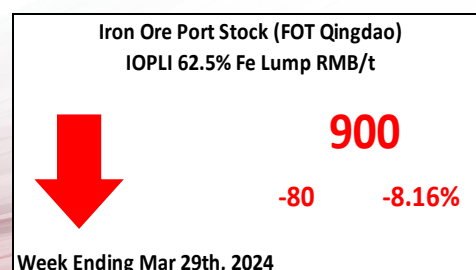 Iron Ore Port Stock (FOT Qingdao)
IOPLI 62.5% Fe Lump RMB/t
900
-80 -8.16%
Week Ending Mar 29th, 2024